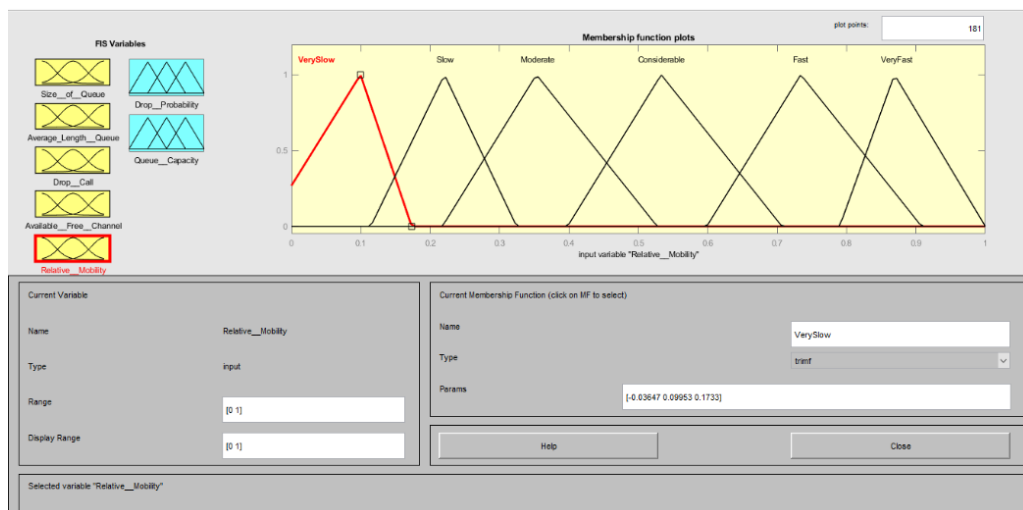 plot points:
181
FIS Variables
Membership function plots
Size__of__Queue
Average_Length__Queue
Drop__Call
Available__Free__Channel
Relative__Mobility
Drop__Probability
Queue__Capacity
VerySlow
Slow
Moderate
Considerable
Fast
VeryFast
1
0.5
0
0 0.1 0.2 0.3 0.4 0.5 0.6 0.7 0.8 0.9 1
input variable "Relative__Mobility"
Current Variable
Name
Relative__Mobility
Type
input
Range
[0 1]
Display Range
[0 1]
Current Membership Function (click on MF to select)
Name
VerySlow
Type
trimf
Params
[-0.03647 0.09953 0.1733]
Help
Close
Selected variable "Relative__Mobility"